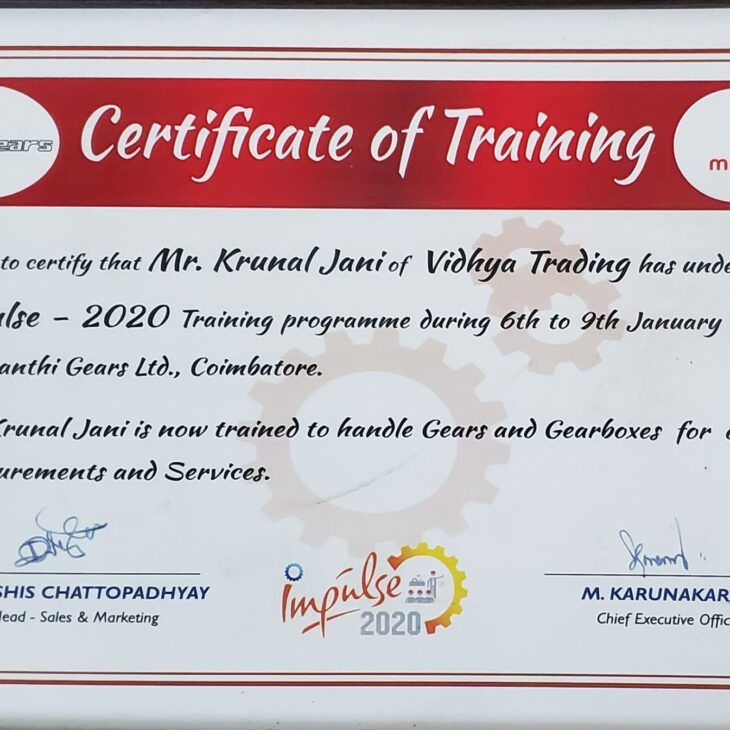 ears
Certificate of Training
m
to certify that Mr. Krunal Jani of Vidhya Trading has unde
ulse – 2020 Training programme during 6th to 9th January
anthi Gears Ltd., Coimbatore.
Krunal Jani is now trained to handle Gears and Gearboxes for
urements and Services.
SHIS CHATTOPADHYAY
Head - Sales & Marketing
impulse
2020
M. KARUNAKAR
Chief Executive Offic